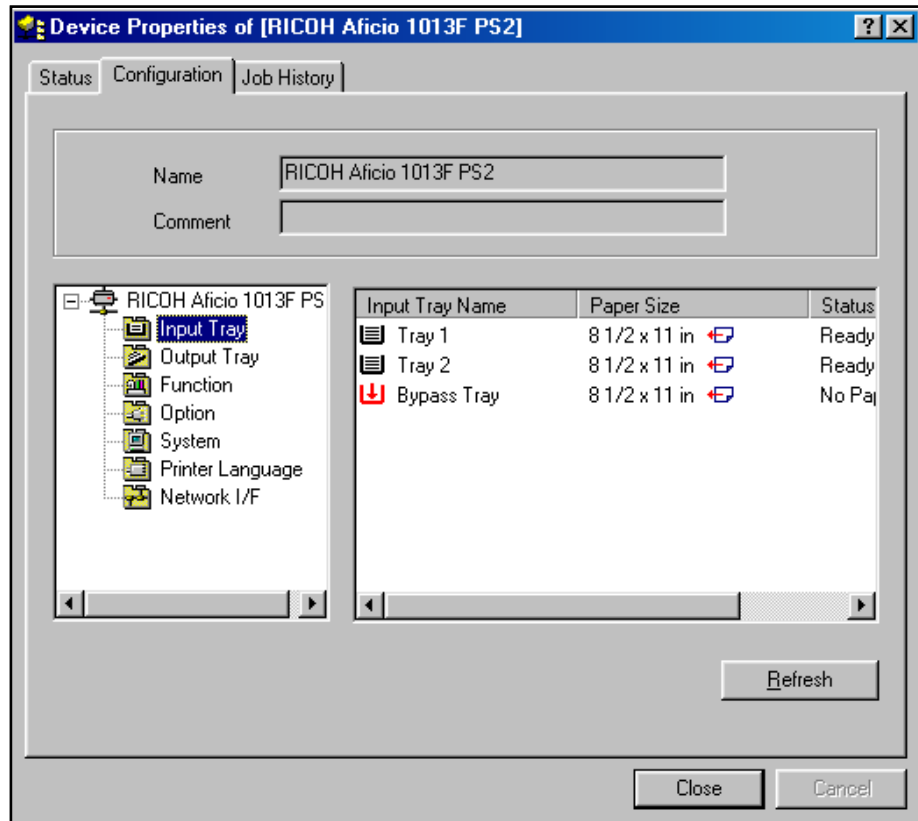 Device Properties of [RICOH Aficio 1013F PS2]
Status Configuration Job History
Name RICOH Aficio 1013F PS2
Comment
RICOH Aficio 1013F PS
Input Tray
Output Tray
Function
Option
System
Printer Language
Network I/F
Input Tray Name Paper Size Status
Tray 1 8 1/2 x 11 in Ready
Tray 2 8 1/2 x 11 in Ready
Bypass Tray 8 1/2 x 11 in No Pa
Refresh
Close Cancel